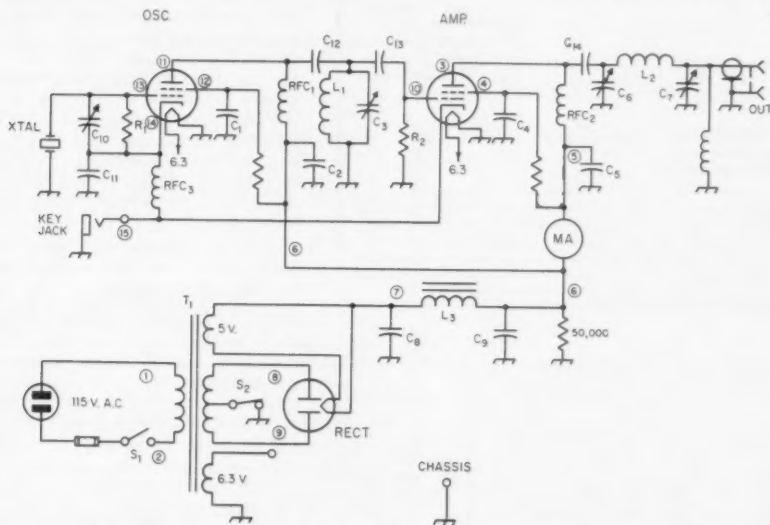 OSC.
AMP.
C12
C13
C14
11
3
13
12
10
4
14
RFC1
L1
L2
RFC2
C6
C7
OUT
XTAL
C10
R1
C1
C3
R2
C4
6.3
6.3
C11
RFC3
C2
5
C5
KEY
JACK
15
MA
6
6
T1
7
L3
5 V.
C8
C9
50,000
1
8
S2
115 V. A.C.
9
RECT.
S1
2
6.3 V.
CHASSIS